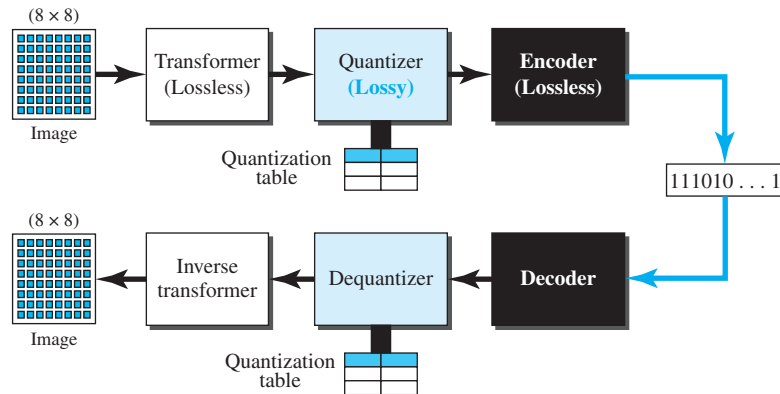 (8 × 8)
Image
Transformer
(Lossless)
Quantizer
(Lossy)
Encoder
(Lossless)
Quantization
table
111010 . . . 1
(8 × 8)
Image
Inverse
transformer
Dequantizer
Decoder
Quantization
table